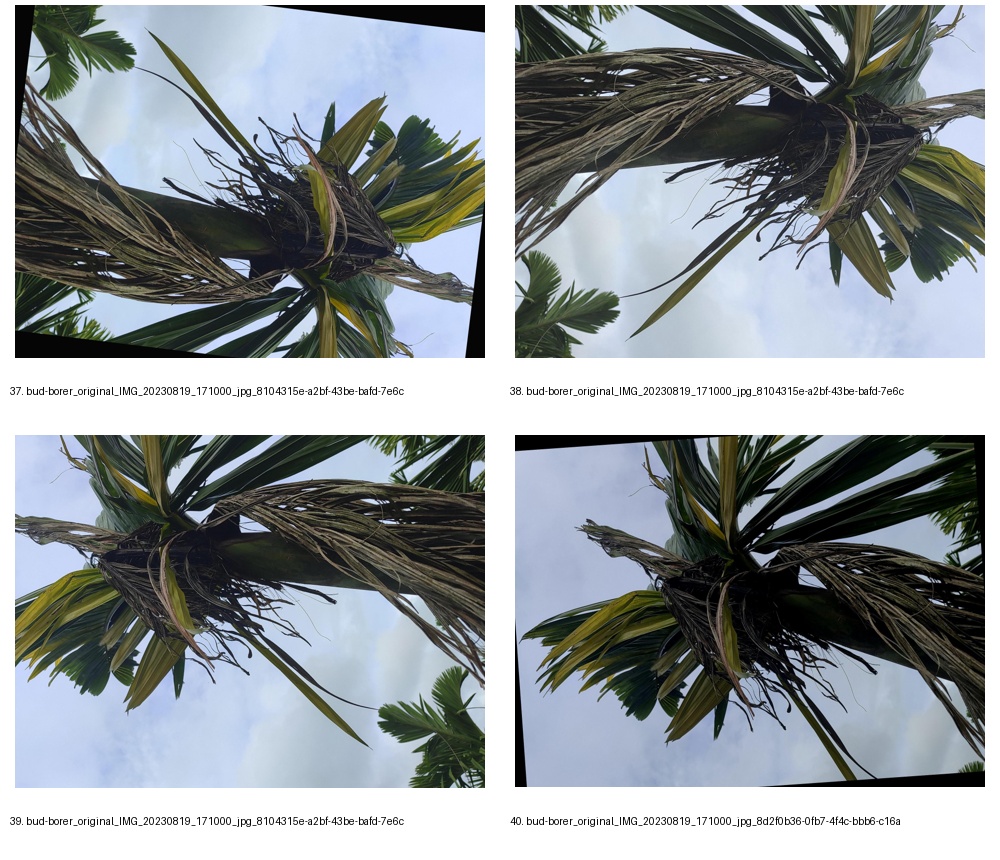 37. bud-borer_original_IMG_20230819_171000_jpg_8104315e-a2bf-43be-bafd-7e6c
38. bud-borer_original_IMG_20230819_171000_jpg_8104315e-a2bf-43be-bafd-7e6c
39. bud-borer_original_IMG_20230819_171000_jpg_8104315e-a2bf-43be-bafd-7e6c
40. bud-borer_original_IMG_20230819_171000_jpg_8d2f0b36-0fb7-4f4c-bbb6-c16a